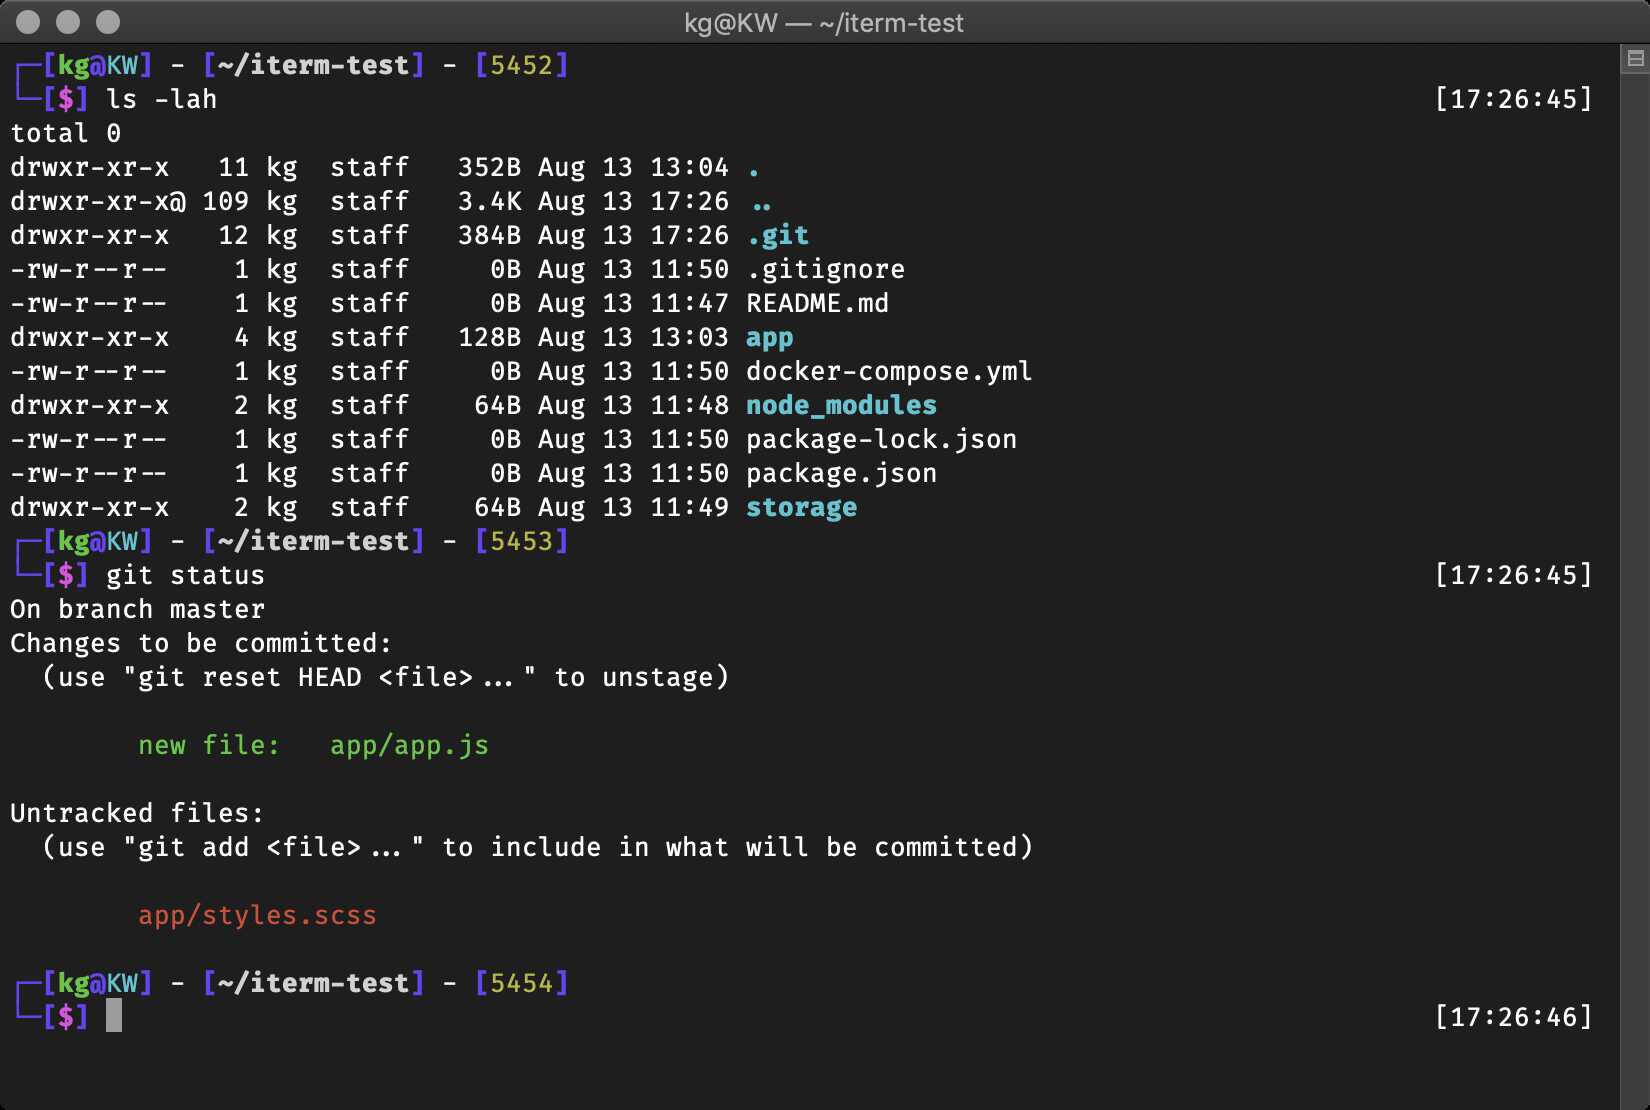 kg@KW — ~/iterm-test
┌─[kg@KW] - [~/iterm-test] - [5452]
└─[$] ls -lah [17:26:45]
total 0
drwxr-xr-x   11 kg  staff   352B Aug 13 13:04 .
drwxr-xr-x@ 109 kg  staff   3.4K Aug 13 17:26 ..
drwxr-xr-x   12 kg  staff   384B Aug 13 17:26 .git
-rw-r--r--    1 kg  staff     0B Aug 13 11:50 .gitignore
-rw-r--r--    1 kg  staff     0B Aug 13 11:47 README.md
drwxr-xr-x    4 kg  staff   128B Aug 13 13:03 app
-rw-r--r--    1 kg  staff     0B Aug 13 11:50 docker-compose.yml
drwxr-xr-x    2 kg  staff    64B Aug 13 11:48 node_modules
-rw-r--r--    1 kg  staff     0B Aug 13 11:50 package-lock.json
-rw-r--r--    1 kg  staff     0B Aug 13 11:50 package.json
drwxr-xr-x    2 kg  staff    64B Aug 13 11:49 storage
┌─[kg@KW] - [~/iterm-test] - [5453]
└─[$] git status [17:26:45]
On branch master
Changes to be committed:
  (use "git reset HEAD <file>..." to unstage)
        new file:   app/app.js
Untracked files:
  (use "git add <file>..." to include in what will be committed)
        app/styles.scss
┌─[kg@KW] - [~/iterm-test] - [5454]
└─[$] [17:26:46]